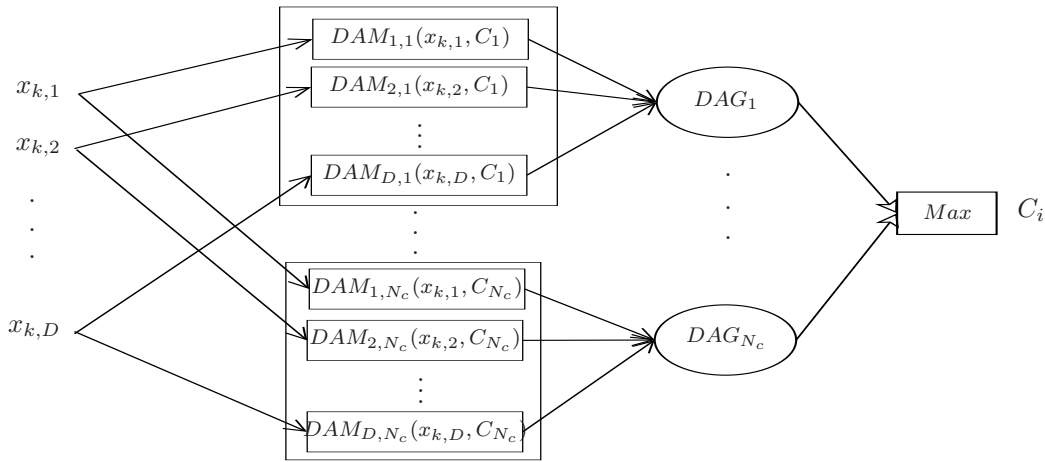 x_{k,1}
x_{k,2}
.
.
.
x_{k,D}
DAM_{1,1}(x_{k,1}, C_1)
DAM_{2,1}(x_{k,2}, C_1)
⋮
DAM_{D,1}(x_{k,D}, C_1)
.
.
.
DAM_{1,N_c}(x_{k,1}, C_{N_c})
DAM_{2,N_c}(x_{k,2}, C_{N_c})
⋮
DAM_{D,N_c}(x_{k,D}, C_{N_c})
DAG_1
.
.
.
DAG_{N_c}
Max
C_i